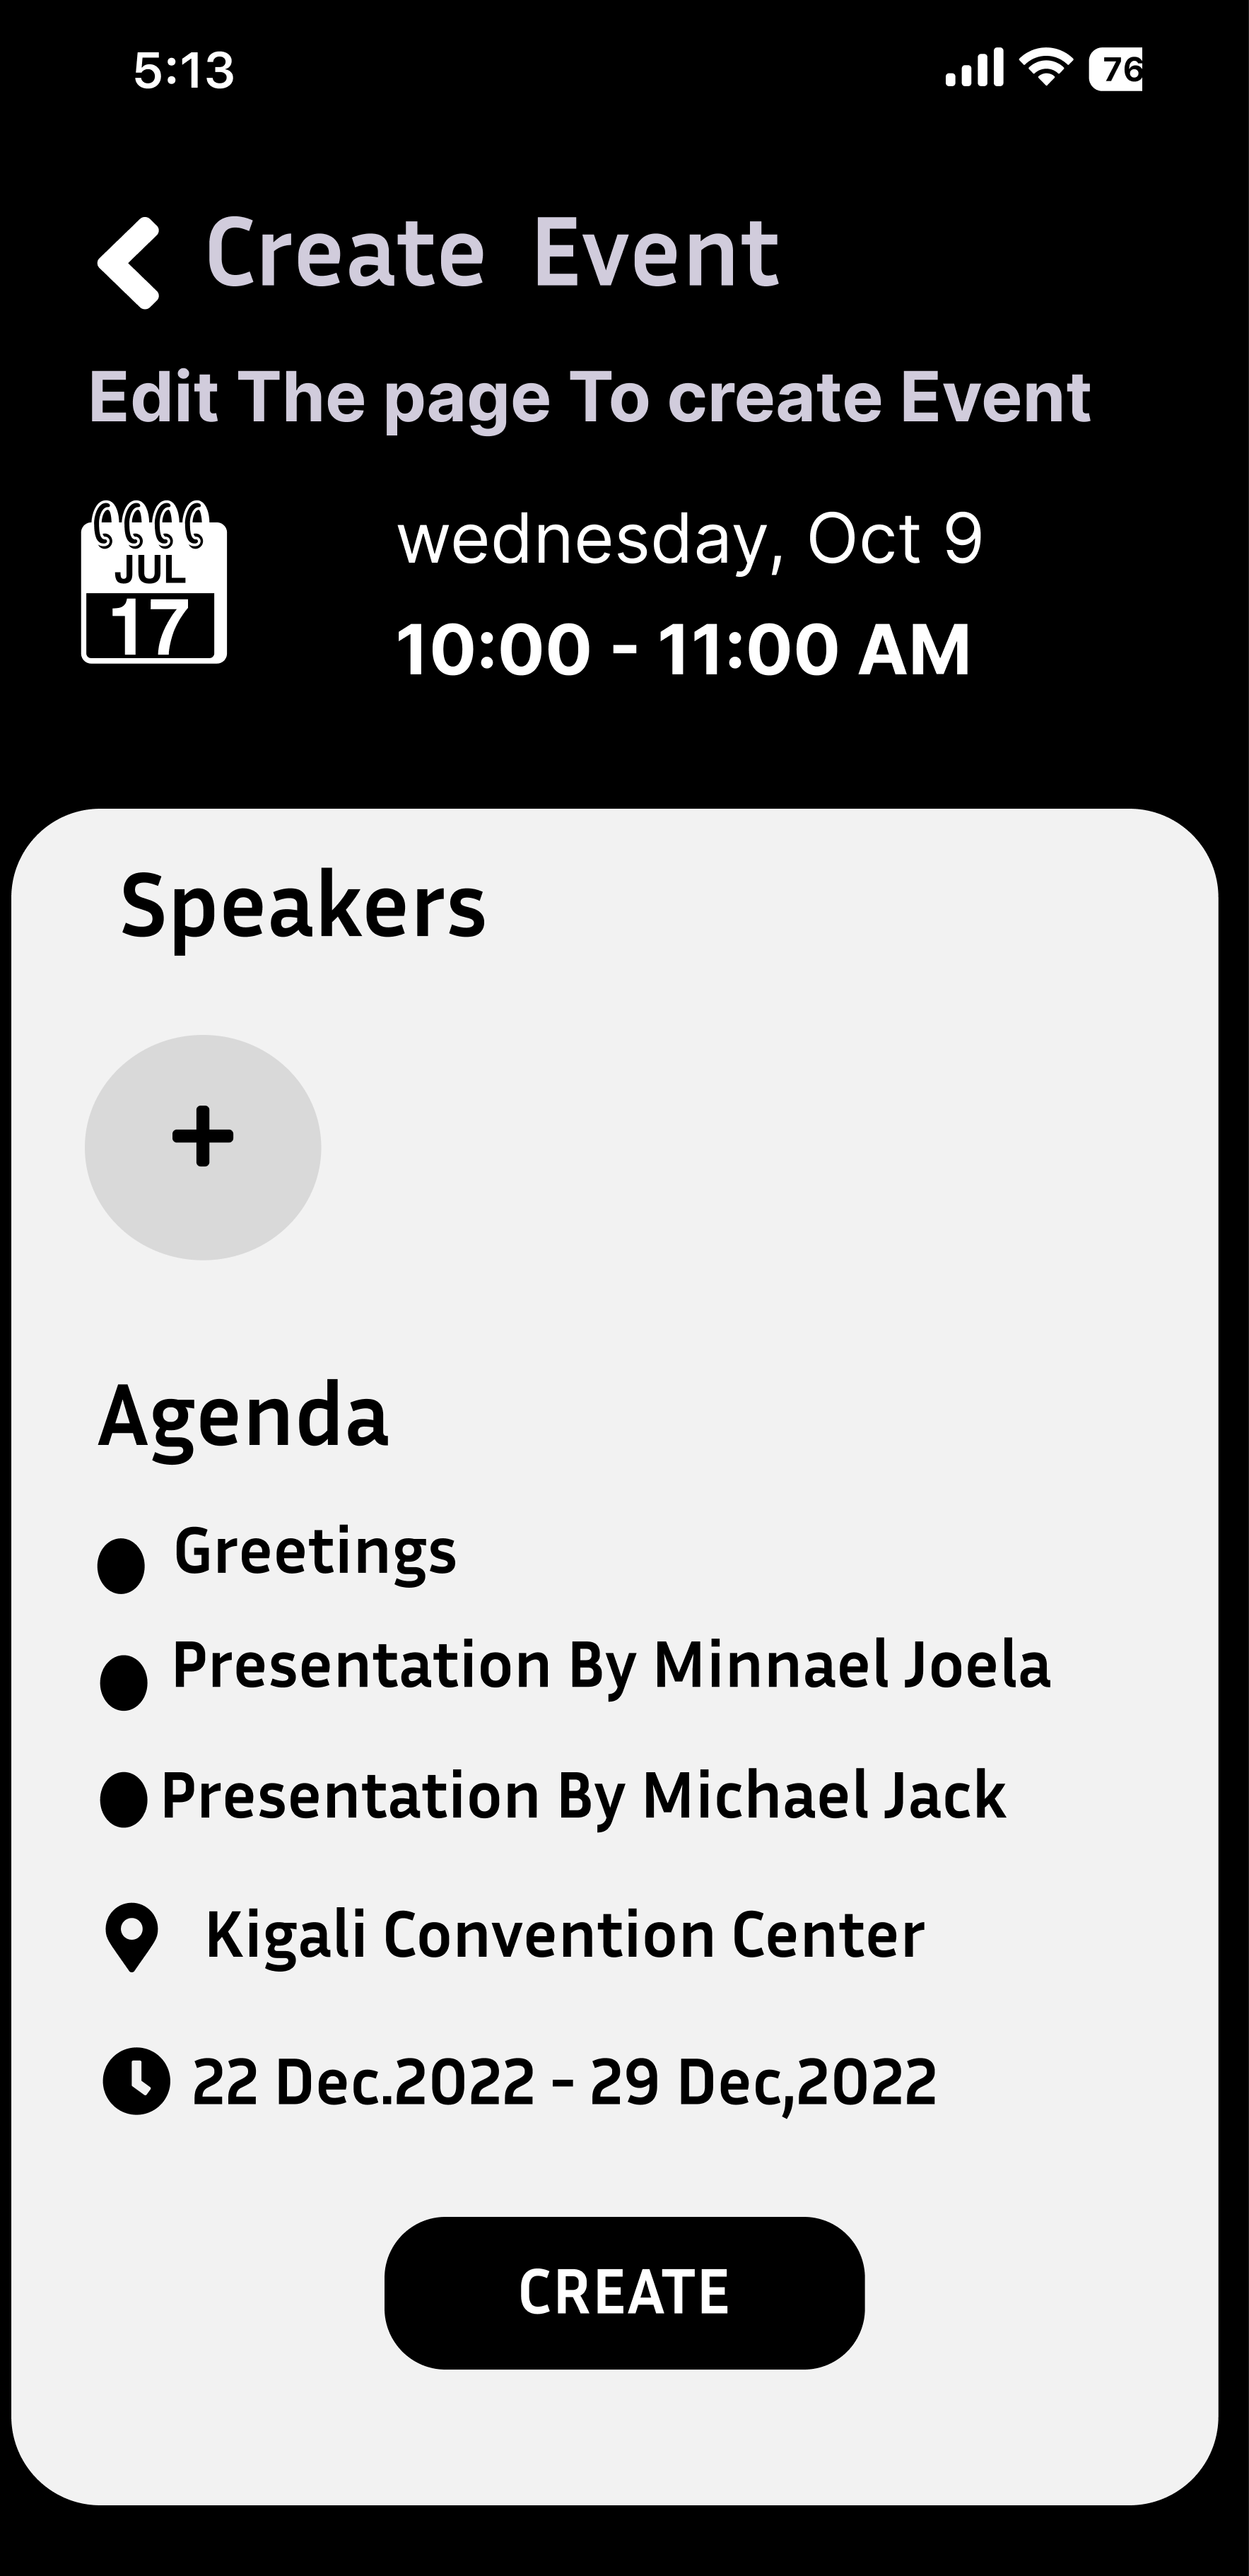 5:13
76
Create Event
Edit The page To create Event
JUL
17
wednesday, Oct 9
10:00 - 11:00 AM
Speakers
Agenda
Greetings
Presentation By Minnael Joela
Presentation By Michael Jack
Kigali Convention Center
22 Dec.2022 - 29 Dec,2022
CREATE